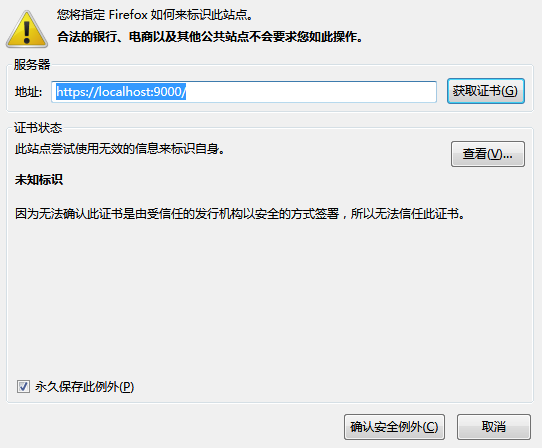 您将指定 Firefox 如何来标识此站点。
合法的银行、电商以及其他公共站点不会要求您如此操作。
服务器
地址: https://localhost:9000/ 获取证书(G)
证书状态
此站点尝试使用无效的信息来标识自身。 查看(V)...
未知标识
因为无法确认此证书是由受信任的发行机构以安全的方式签署，所以无法信任此证书。
永久保存此例外(P)
确认安全例外(C) 取消